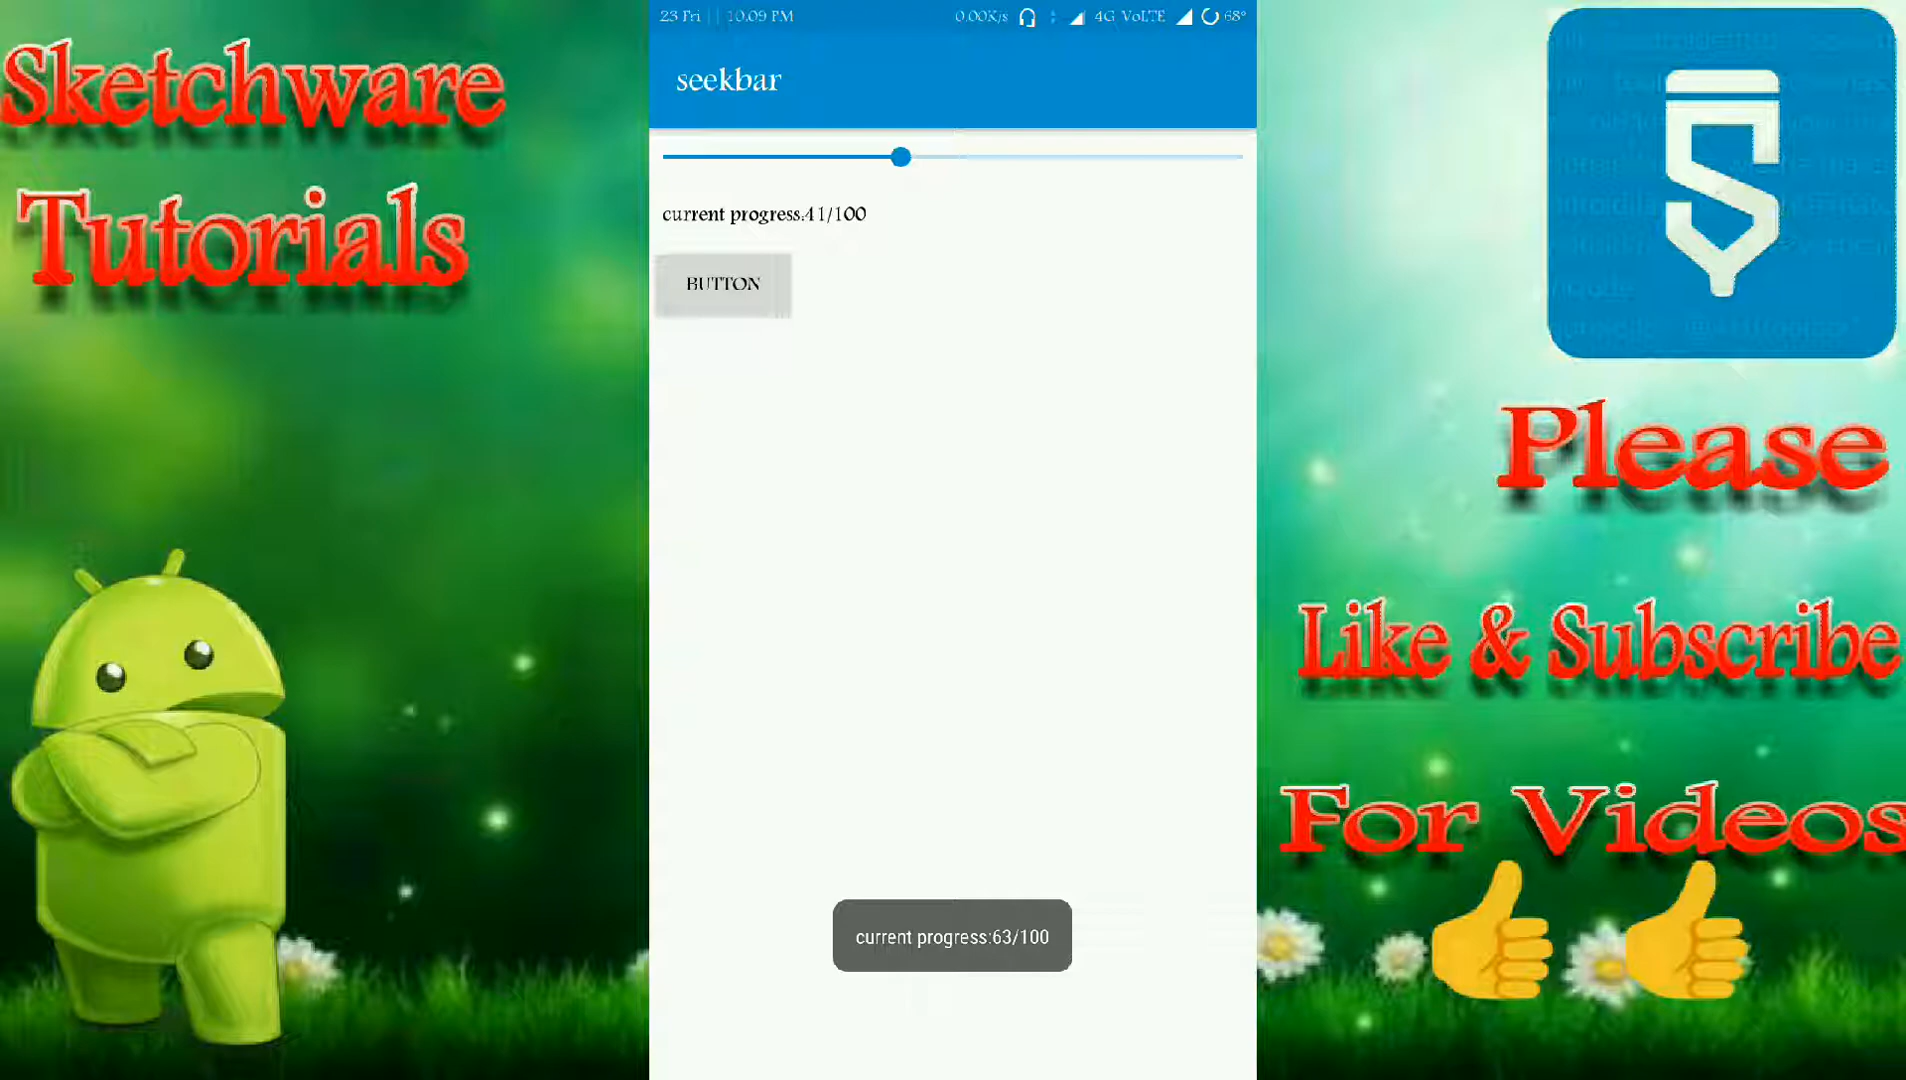 Sketchware
Tutorials
23 Fri || 10.09 PM
0.00K/s 4G VoLTE 68°
seekbar
current progress:41/100
BUTTON
current progress:63/100
Please
Like & Subscribe
For Videos